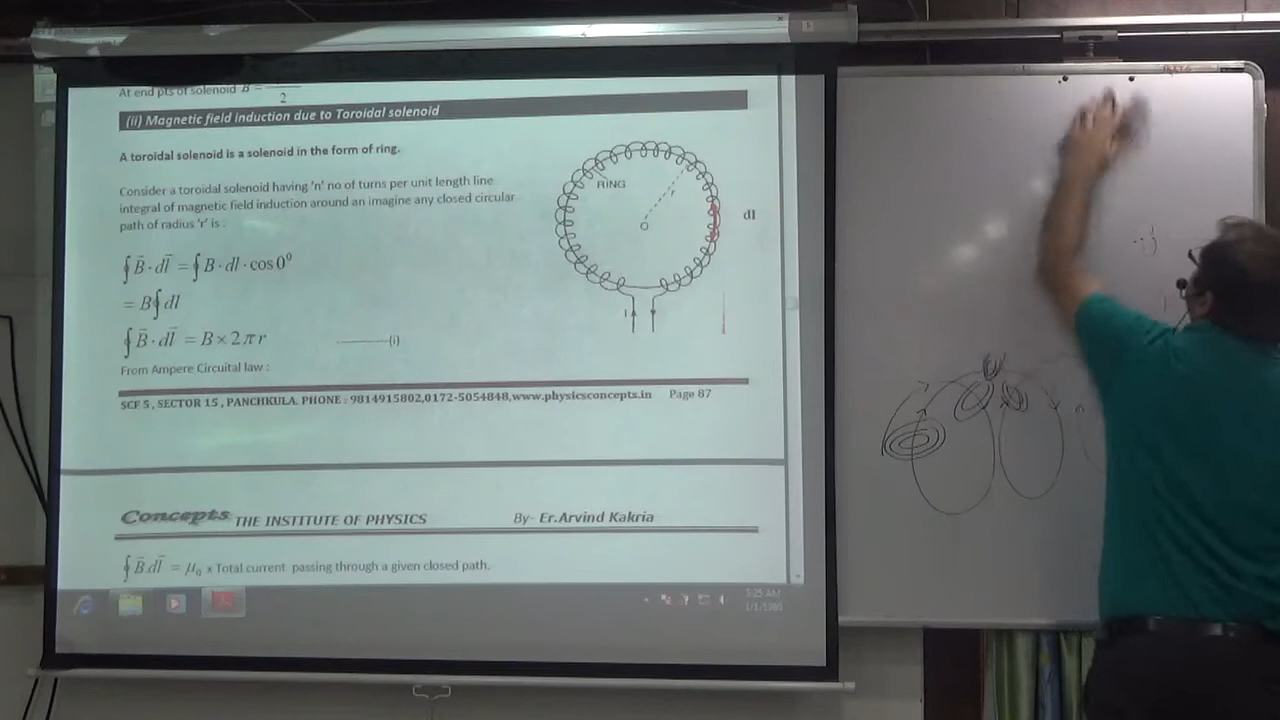 At end pts of solenoid B =
2
(ii) Magnetic field induction due to Toroidal solenoid
A toroidal solenoid is a solenoid in the form of ring.
Consider a toroidal solenoid having 'n' no of turns per unit length line
integral of magnetic field induction around an imagine any closed circular
path of radius 'r' is :
RING
r
O
dl
I
∮ B⃗ · dl⃗ = ∮ B · dl · cos 0⁰
= B∮ dl
∮ B⃗ · dl⃗ = B × 2 π r ————(i)
From Ampere Circuital law :
SCF 5 , SECTOR 15 , PANCHKULA. PHONE : 9814915802,0172-5054848,www.physicsconcepts.in Page 87
Concepts THE INSTITUTE OF PHYSICS By- Er.Arvind Kakria
∮ B⃗.dl⃗ = μ₀ x Total current passing through a given closed path.